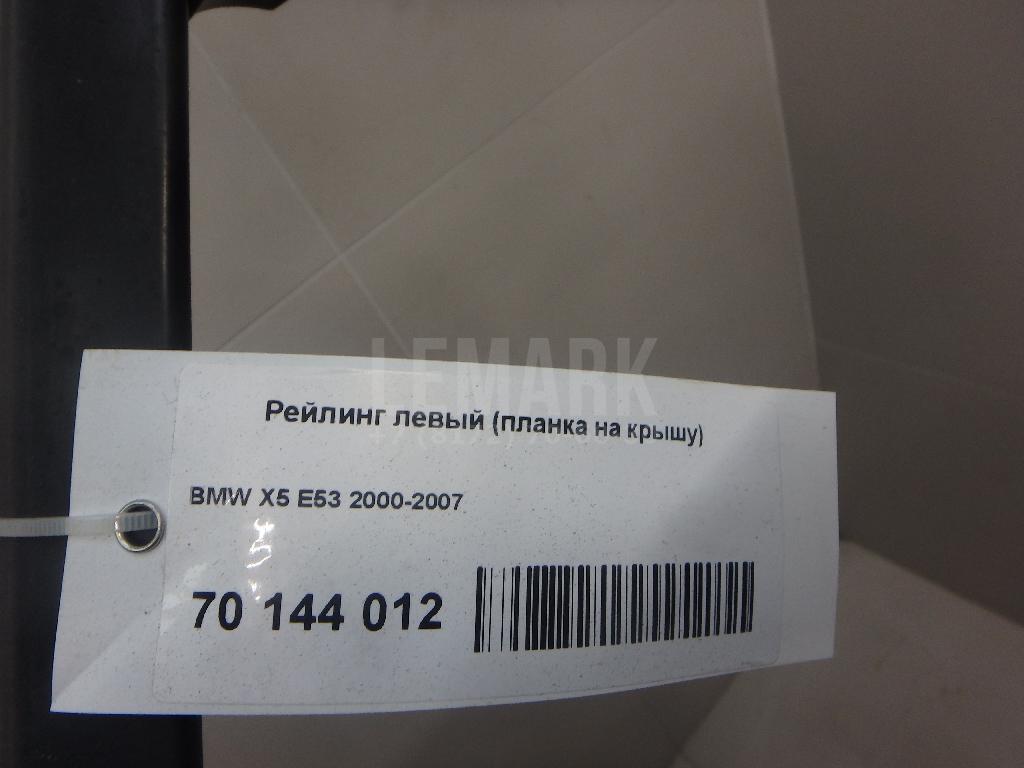 LEMARK
Рейлинг левый (планка на крышу)
BMW X5 E53 2000-2007
70 144 012